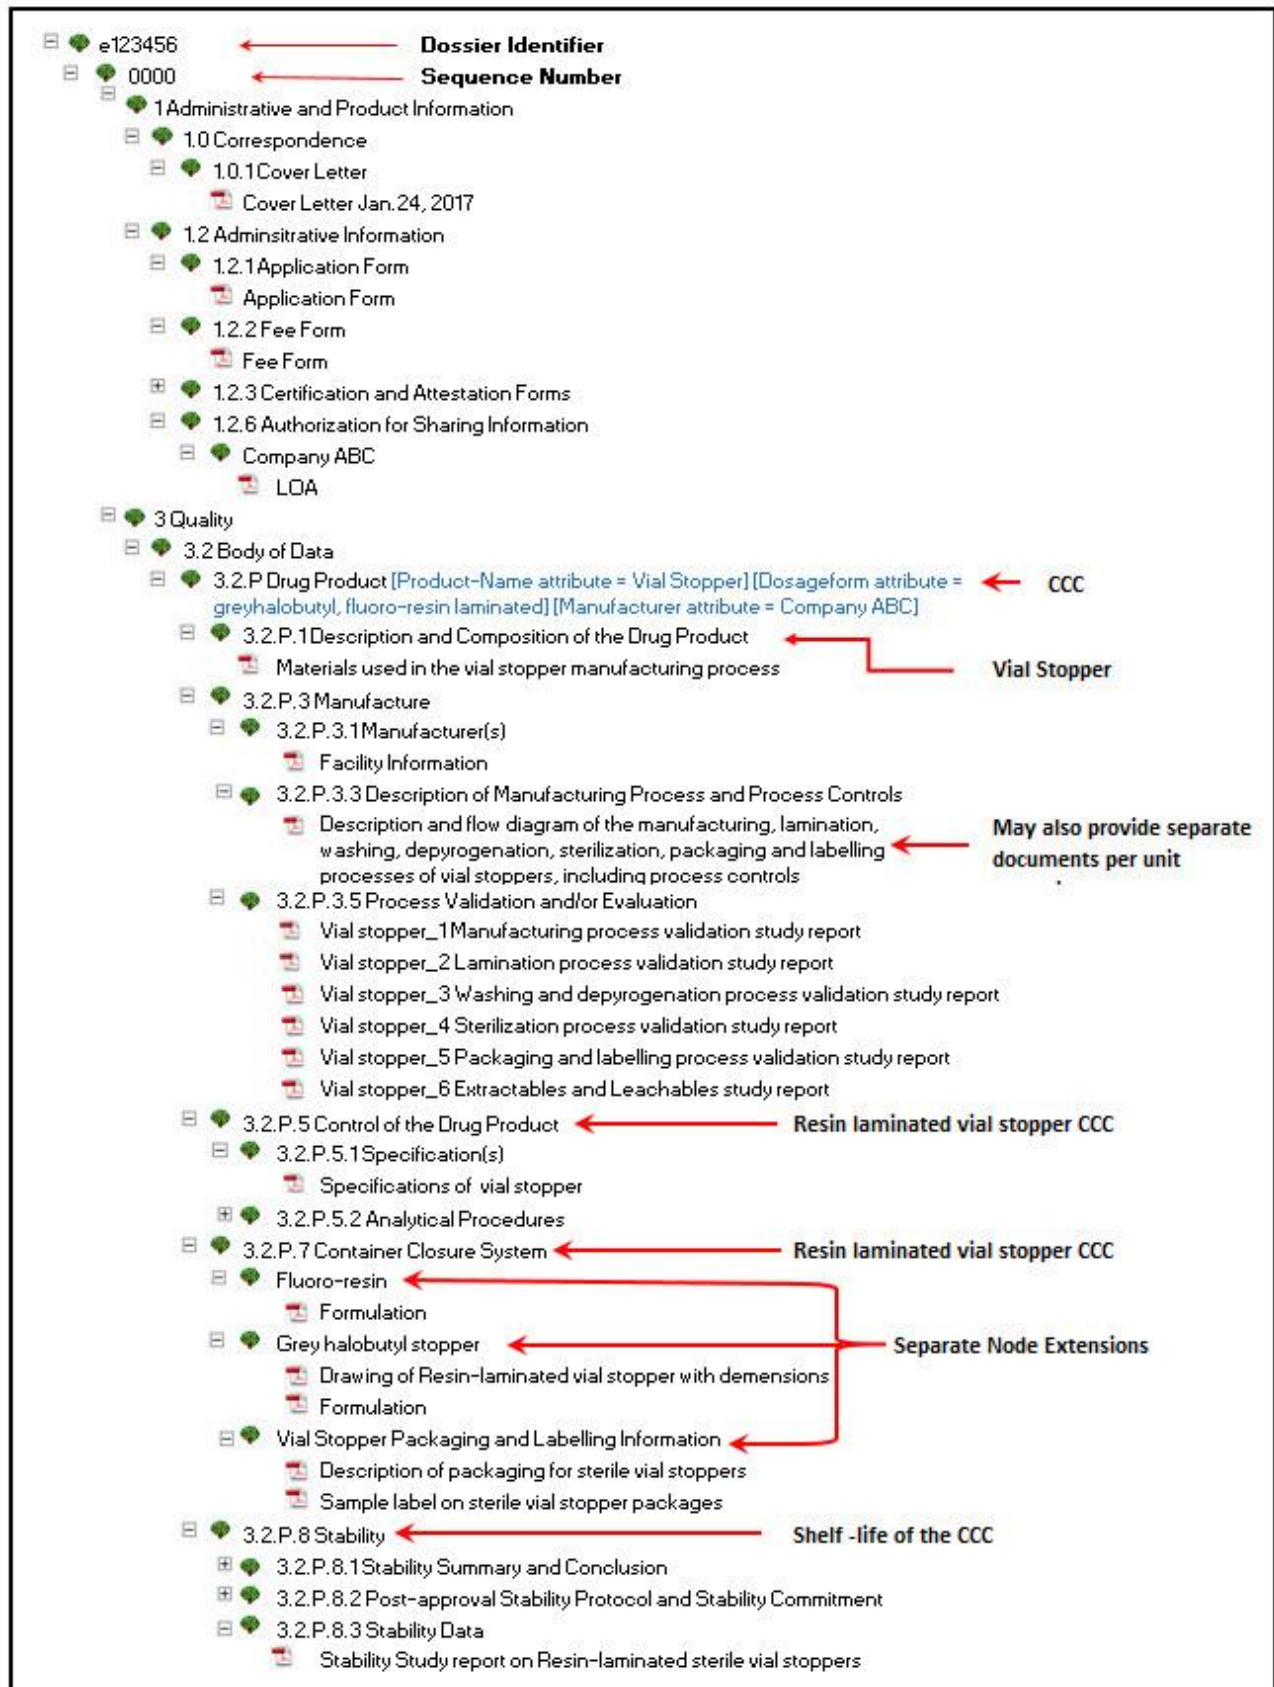 e123456 Dossier Identifier
0000 Sequence Number
1 Administrative and Product Information
1.0 Correspondence
1.0.1 Cover Letter
Cover Letter Jan. 24, 2017
1.2 Adminsitrative Information
1.2.1 Application Form
Application Form
1.2.2 Fee Form
Fee Form
1.2.3 Certification and Attestation Forms
1.2.6 Authorization for Sharing Information
Company ABC
LOA
3 Quality
3.2 Body of Data
3.2.P Drug Product [Product-Name attribute = Vial Stopper] [Dosageform attribute = CCC
greyhalobutyl, fluoro-resin laminated] [Manufacturer attribute = Company ABC]
3.2.P.1 Description and Composition of the Drug Product
Materials used in the vial stopper manufacturing process Vial Stopper
3.2.P.3 Manufacture
3.2.P.3.1 Manufacturer(s)
Facility Information
3.2.P.3.3 Description of Manufacturing Process and Process Controls
Description and flow diagram of the manufacturing, lamination, May also provide separate
washing, depyrogenation, sterilization, packaging and labelling documents per unit
processes of vial stoppers, including process controls
3.2.P.3.5 Process Validation and/or Evaluation
Vial stopper_1 Manufacturing process validation study report
Vial stopper_2 Lamination process validation study report
Vial stopper_3 Washing and depyrogenation process validation study report
Vial stopper_4 Sterilization process validation study report
Vial stopper_5 Packaging and labelling process validation study report
Vial stopper_6 Extractables and Leachables study report
3.2.P.5 Control of the Drug Product Resin laminated vial stopper CCC
3.2.P.5.1 Specification(s)
Specifications of vial stopper
3.2.P.5.2 Analytical Procedures
3.2.P.7 Container Closure System Resin laminated vial stopper CCC
Fluoro-resin
Formulation
Grey halobutyl stopper Separate Node Extensions
Drawing of Resin-laminated vial stopper with demensions
Formulation
Vial Stopper Packaging and Labelling Information
Description of packaging for sterile vial stoppers
Sample label on sterile vial stopper packages
3.2.P.8 Stability Shelf -life of the CCC
3.2.P.8.1 Stability Summary and Conclusion
3.2.P.8.2 Post-approval Stability Protocol and Stability Commitment
3.2.P.8.3 Stability Data
Stability Study report on Resin-laminated sterile vial stoppers